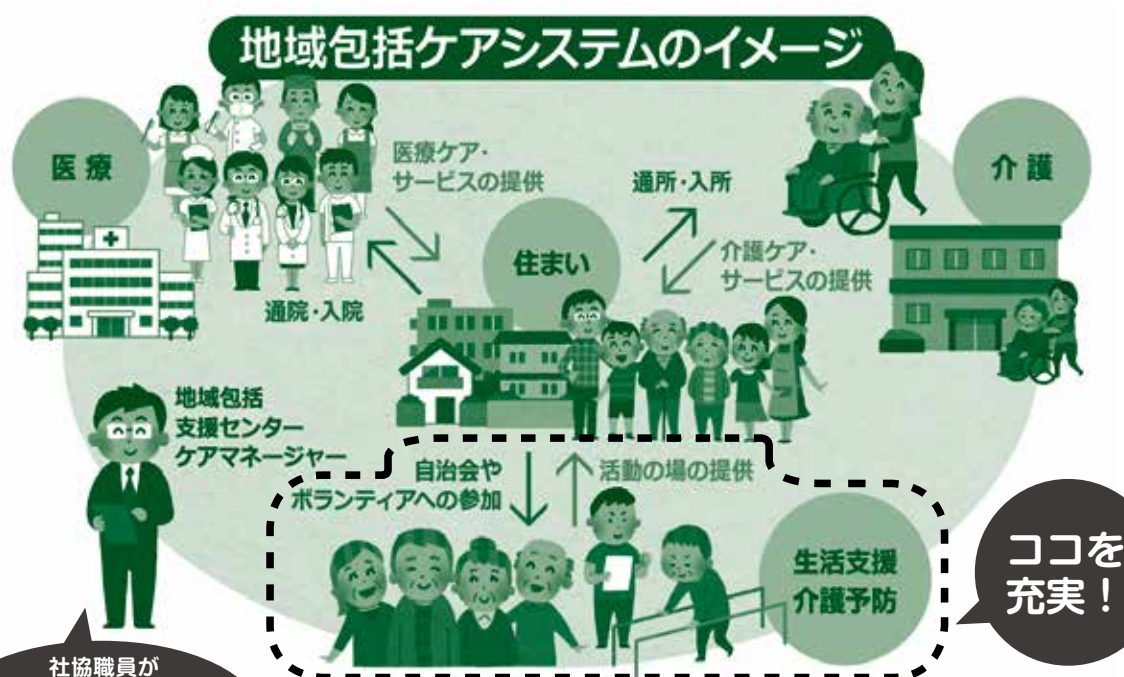 地域包括ケアシステムのイメージ
医療
医療ケア・
サービスの提供
通院・入院
住まい
通所・入所
介護ケア・
サービスの提供
介護
地域包括
支援センター
ケアマネージャー
自治会や
ボランティアへの参加
活動の場の提供
生活支援
介護予防
ココを
充実！
社協職員が